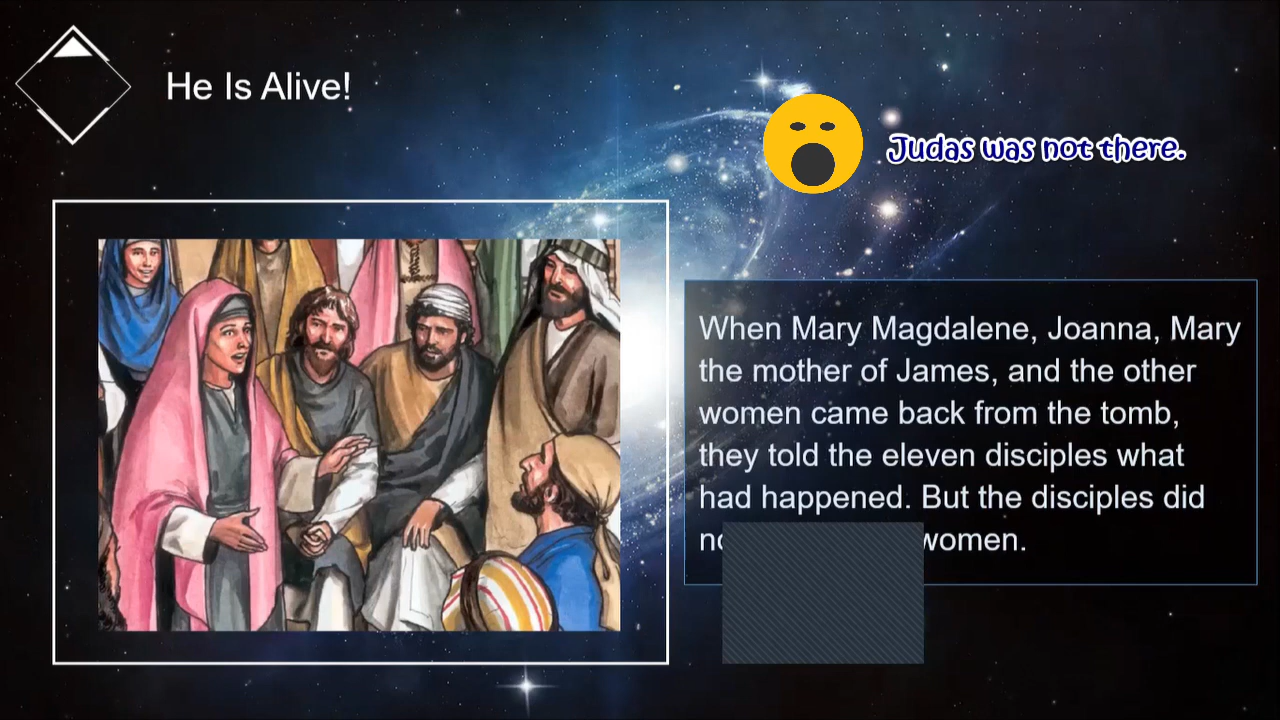 He Is Alive!
Judas was not there.
When Mary Magdalene, Joanna, Mary
the mother of James, and the other
women came back from the tomb,
they told the eleven disciples what
had happened. But the disciples did
women.